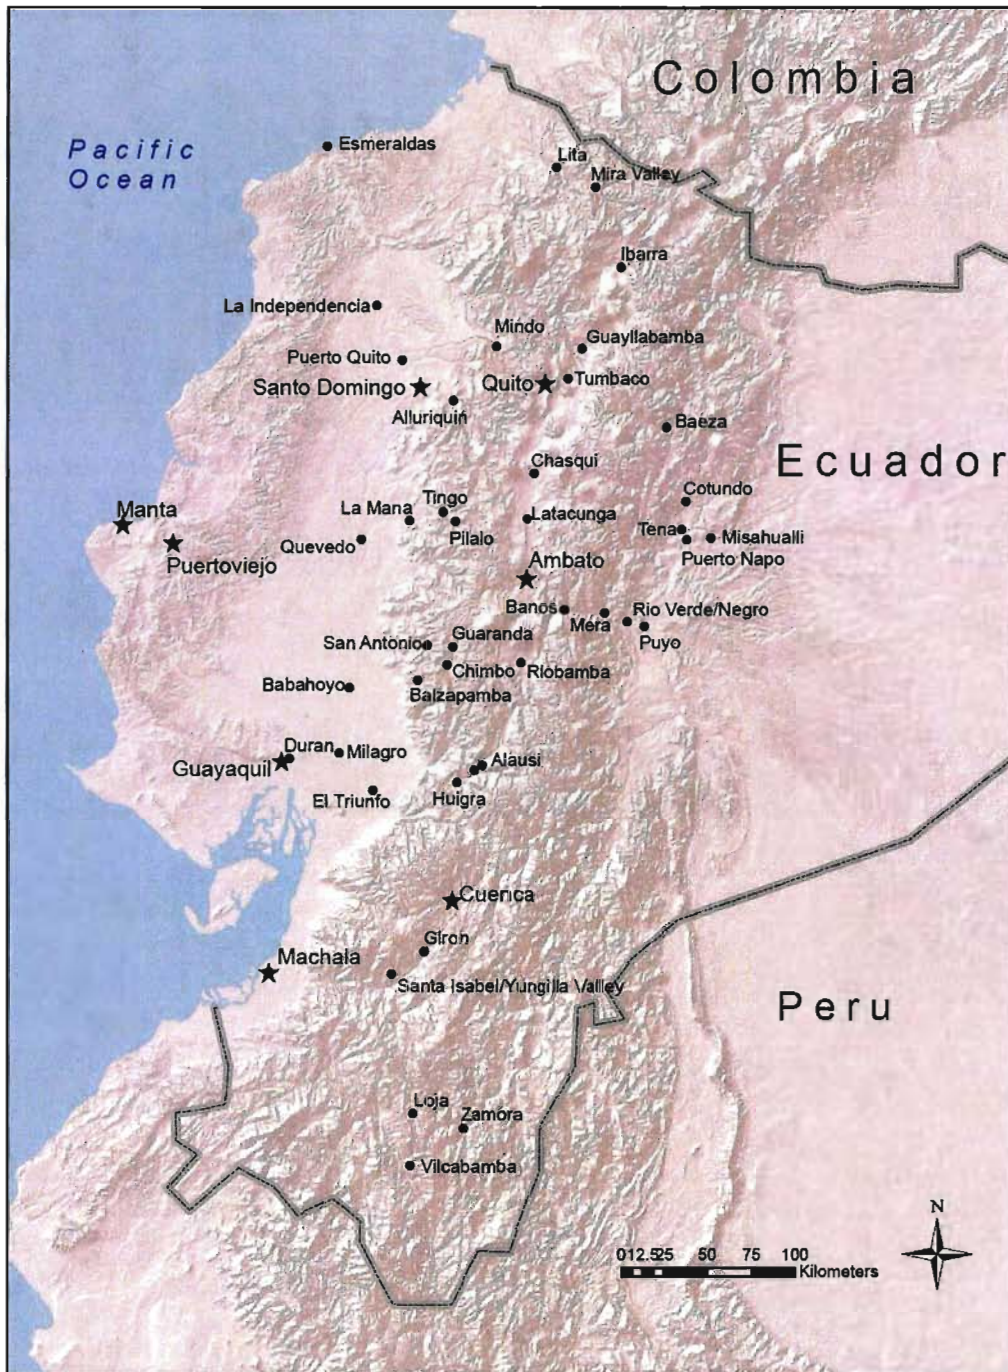 Colombia
Pacific
Ocean
Esmeraldas
Lita
Mira Valley
Ibarra
La Independencia
Mindo
Guayllabamba
Puerto Quito
Santo Domingo
Quito
Tumbaco
Alluriquin
Baeza
Ecuador
Chasqui
Cotundo
Manta
La Mana
Tingo
Latacunga
Pilalo
Tena
Misahualli
Quevedo
Puerto Napo
Puertoviejo
Ambato
Banos
Mera
Rio Verde/Negro
Puyo
San Antonio
Guaranda
Chimbo
Riobamba
Babahoyo
Balzapamba
Duran
Milagro
Guayaquil
Alausi
El Triunfo
Huigra
Cuenca
Giron
Machala
Santa Isabel/Yungilla Vallley
Peru
Loja
Zamora
Vilcabamba
N
0 12.5 25 50 75 100
Kilometers